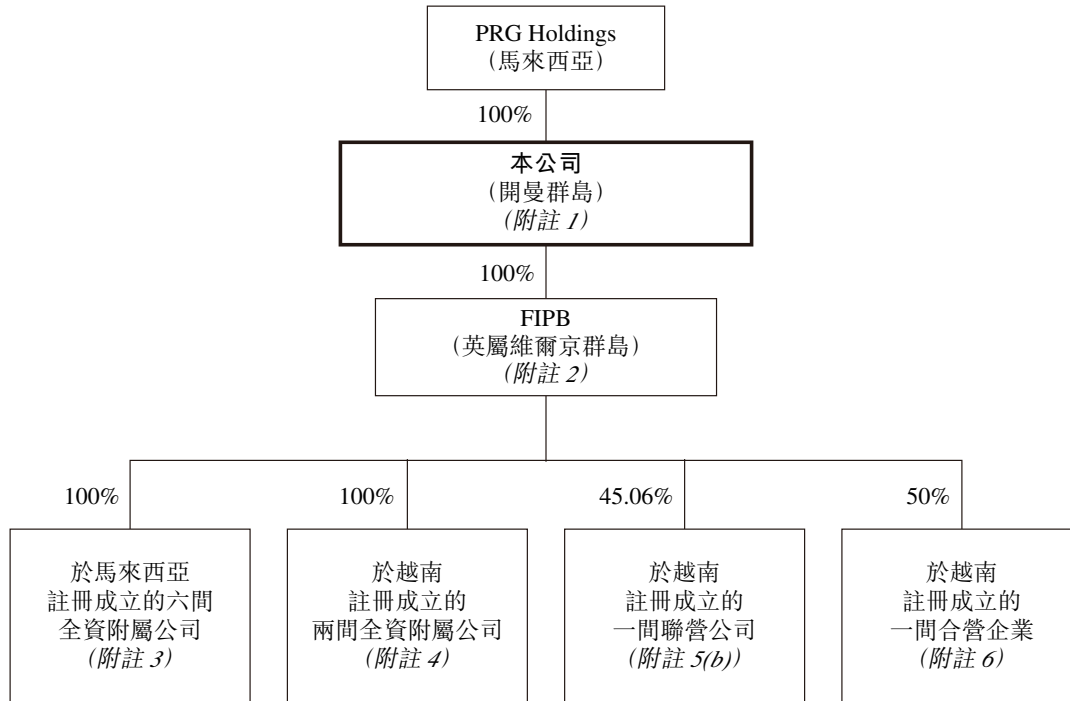 PRG Holdings
（馬來西亞）
100%
本公司
（開曼群島）
（附註 1）
100%
FIPB
（英屬維爾京群島）
（附註 2）
100%
100%
45.06%
50%
於馬來西亞
註冊成立的六間
全資附屬公司
（附註 3）
於越南
註冊成立的
兩間全資附屬公司
（附註 4）
於越南
註冊成立的
一間聯營公司
（附註 5(b)）
於越南
註冊成立的
一間合營企業
（附註 6）